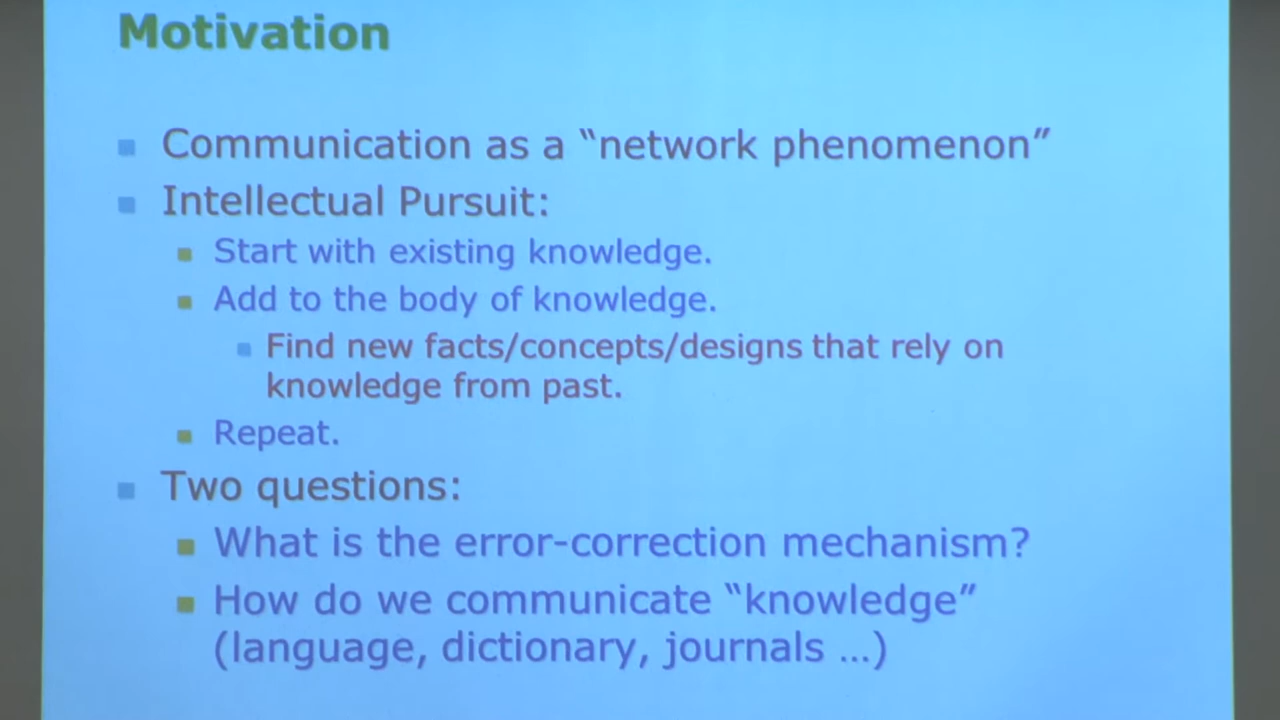 Motivation
Communication as a “network phenomenon”
Intellectual Pursuit:
Start with existing knowledge.
Add to the body of knowledge.
Find new facts/concepts/designs that rely on
knowledge from past.
Repeat.
Two questions:
What is the error-correction mechanism?
How do we communicate “knowledge”
(language, dictionary, journals …)